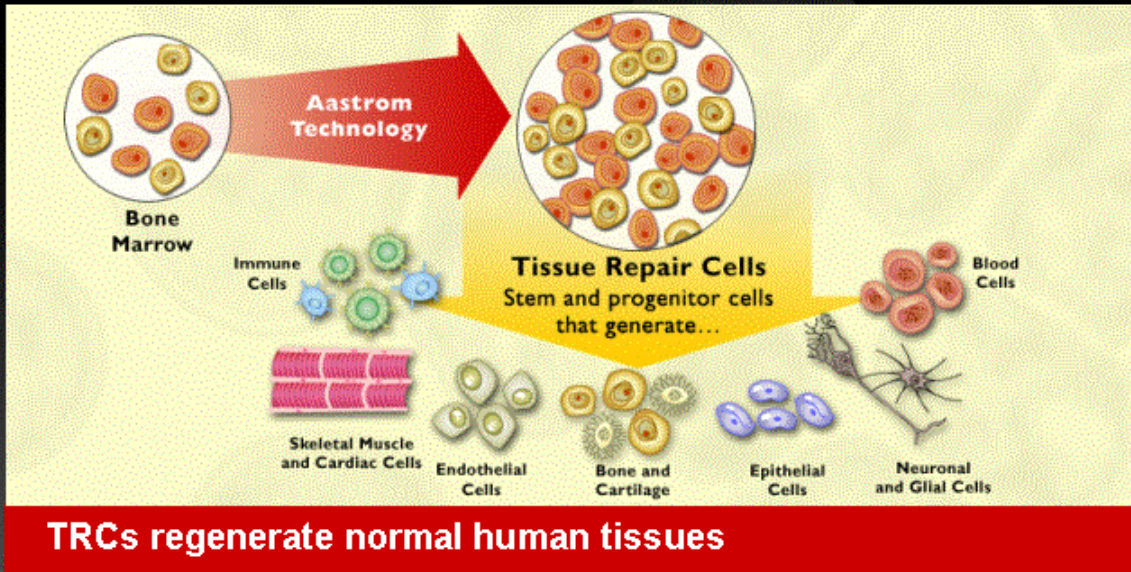 Aastrom
Technology
Bone
Marrow
Tissue Repair Cells
Stem and progenitor cells
that generate...
Immune
Cells
Blood
Cells
Skeletal Muscle
and Cardiac Cells
Endothelial
Cells
Bone and
Cartilage
Epithelial
Cells
Neuronal
and Glial Cells
TRCs regenerate normal human tissues